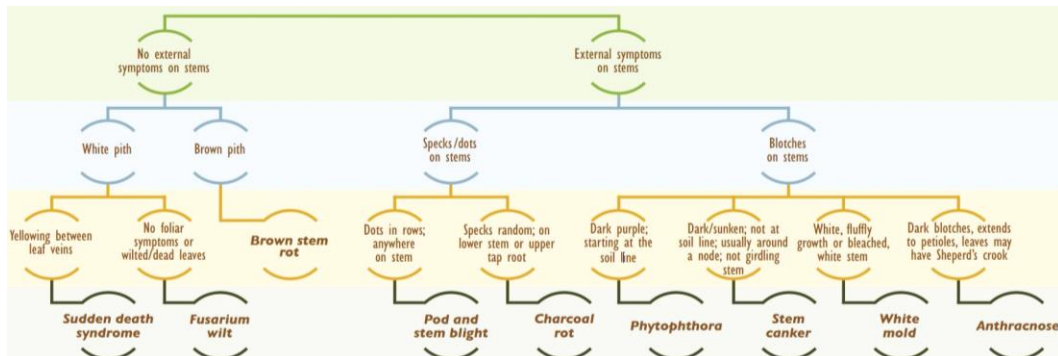 No external
symptoms on stems
External symptoms
on stems
White pith
Brown pith
Specks/dots
on stems
Blotches
on stems
Yellowing between
leaf veins
No foliar
symptoms or
wilted/dead leaves
Brown stem
rot
Dots in rows;
anywhere
on stem
Specks random; on
lower stem or upper
tap root
Dark purple;
starting at the
soil line
Dark/sunken; not at
soil line; usually around
a node; not girdling
stem
White, fluffly
growth or bleached,
white stem
Dark blotches, extends
to petioles, leaves may
have Sheperd's crook
Sudden death
syndrome
Fusarium
wilt
Pod and
stem blight
Charcoal
rot
Phytophthora
Stem
canker
White
mold
Anthracnose